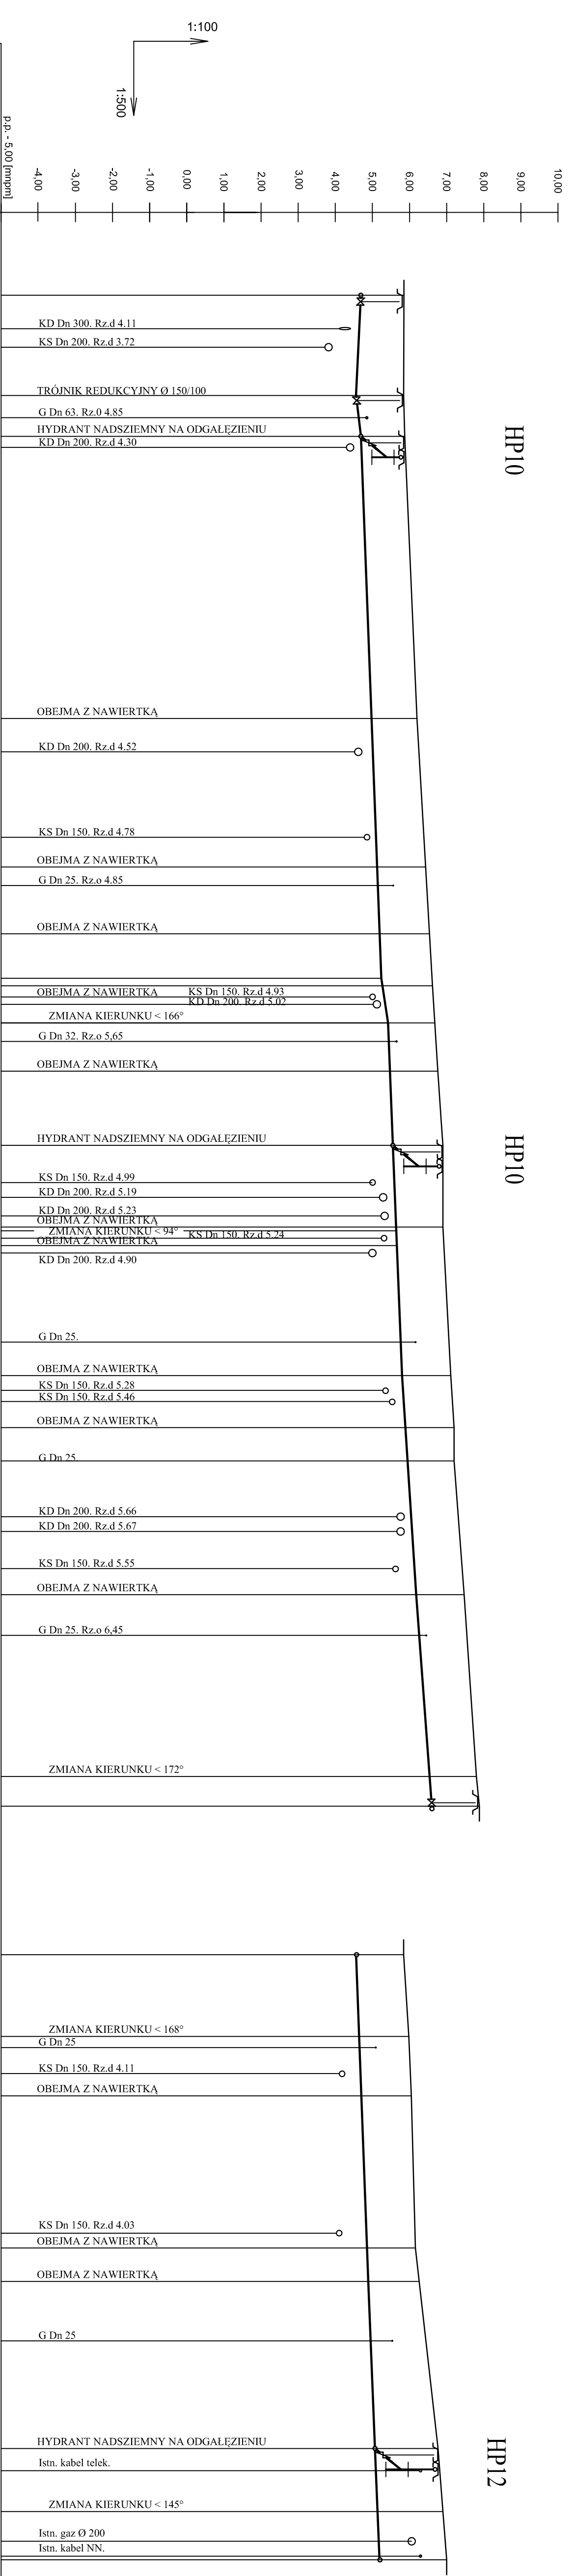 1:100
1:500
p.p. - 5,00 [mnpm]
-4,00
-3,00
-2,00
-1,00
0,00
1,00
2,00
3,00
4,00
5,00
6,00
7,00
8,00
9,00
10,00
KD Dn 300. Rz.d 4.11
KS Dn 200. Rz.d 3.72
TRÓJNIK REDUKCYJNY Ø 150/100
G Dn 63. Rz.0 4.85
HYDRANT NADSZIEMNY NA ODGAŁĘZIENIU
KD Dn 200. Rz.d 4.30
HP10
OBEJMA Z NAWIERTKĄ
KD Dn 200. Rz.d 4.52
KS Dn 150. Rz.d 4.78
OBEJMA Z NAWIERTKĄ
G Dn 25. Rz.o 4.85
OBEJMA Z NAWIERTKĄ
OBEJMA Z NAWIERTKĄ
KS Dn 150. Rz.d 4.93
KD Dn 200. Rz.d 5.02
ZMIANA KIERUNKU < 166°
G Dn 32. Rz.o 5,65
OBEJMA Z NAWIERTKĄ
HYDRANT NADSZIEMNY NA ODGAŁĘZIENIU
HP10
KS Dn 150. Rz.d 4.99
KD Dn 200. Rz.d 5.19
KD Dn 200. Rz.d 5.23
OBEJMA Z NAWIERTKĄ
ZMIANA KIERUNKU < 94°
KS Dn 150. Rz.d 5.24
OBEJMA Z NAWIERTKĄ
KD Dn 200. Rz.d 4.90
G Dn 25.
OBEJMA Z NAWIERTKĄ
KS Dn 150. Rz.d 5.28
KS Dn 150. Rz.d 5.46
OBEJMA Z NAWIERTKĄ
G Dn 25.
KD Dn 200. Rz.d 5.66
KD Dn 200. Rz.d 5.67
KS Dn 150. Rz.d 5.55
OBEJMA Z NAWIERTKĄ
G Dn 25. Rz.o 6,45
ZMIANA KIERUNKU < 172°
ZMIANA KIERUNKU < 168°
G Dn 25
KS Dn 150. Rz.d 4.11
OBEJMA Z NAWIERTKĄ
KS Dn 150. Rz.d 4.03
OBEJMA Z NAWIERTKĄ
OBEJMA Z NAWIERTKĄ
G Dn 25
HYDRANT NADSZIEMNY NA ODGAŁĘZIENIU
HP12
Istn. kabel telek.
ZMIANA KIERUNKU < 145°
Istn. gaz Ø 200
Istn. kabel NN.